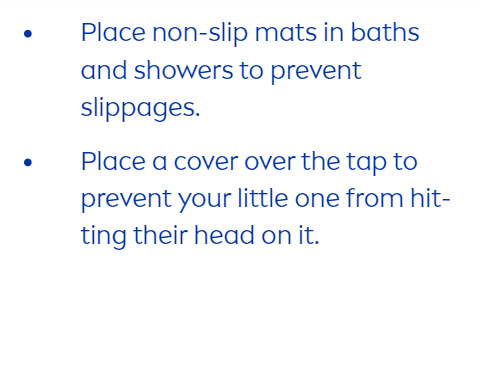 • Place non-slip mats in baths
and showers to prevent
slippages.
• Place a cover over the tap to
prevent your little one from hit-
ting their head on it.